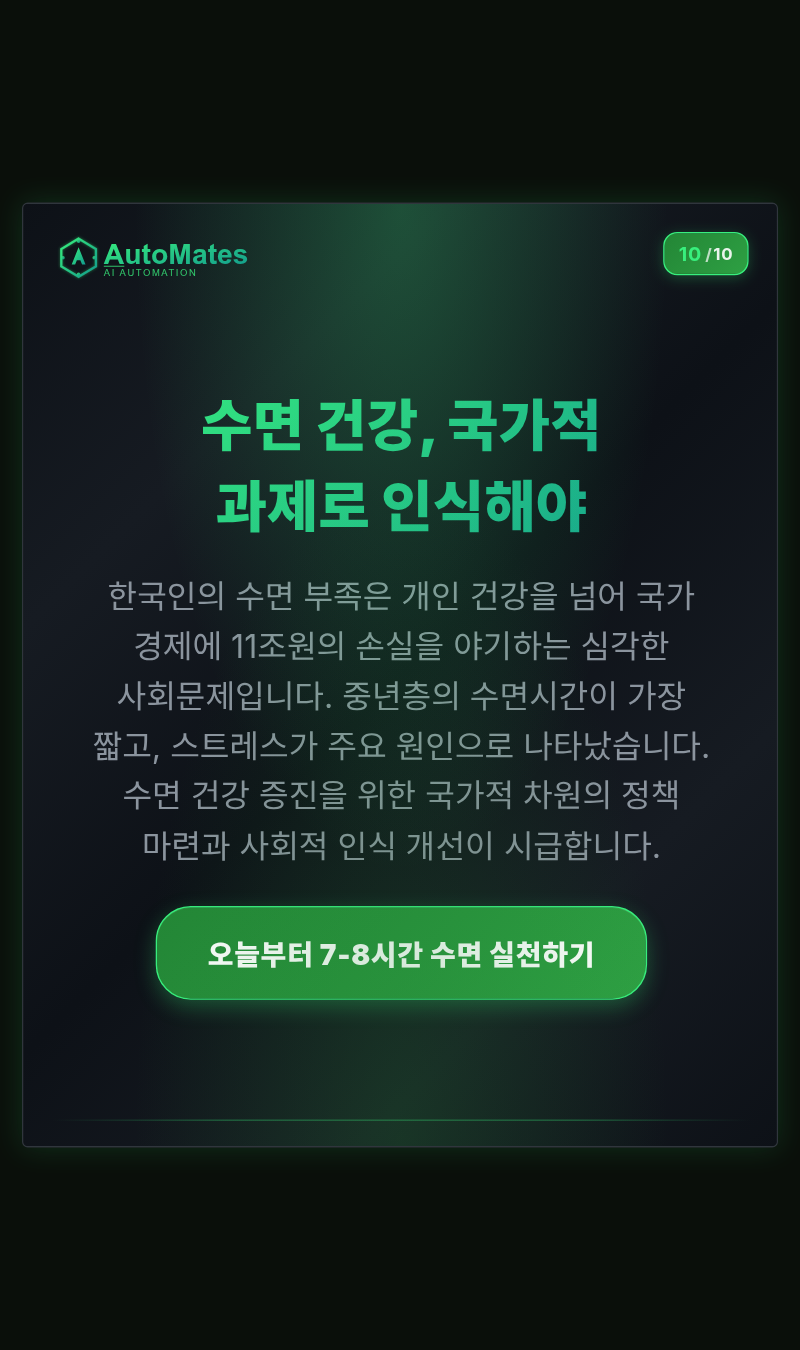 AutoMates
AI AUTOMATION
10 / 10
수면 건강, 국가적
과제로 인식해야
한국인의 수면 부족은 개인 건강을 넘어 국가
경제에 11조원의 손실을 야기하는 심각한
사회문제입니다. 중년층의 수면시간이 가장
짧고, 스트레스가 주요 원인으로 나타났습니다.
수면 건강 증진을 위한 국가적 차원의 정책
마련과 사회적 인식 개선이 시급합니다.
오늘부터 7-8시간 수면 실천하기